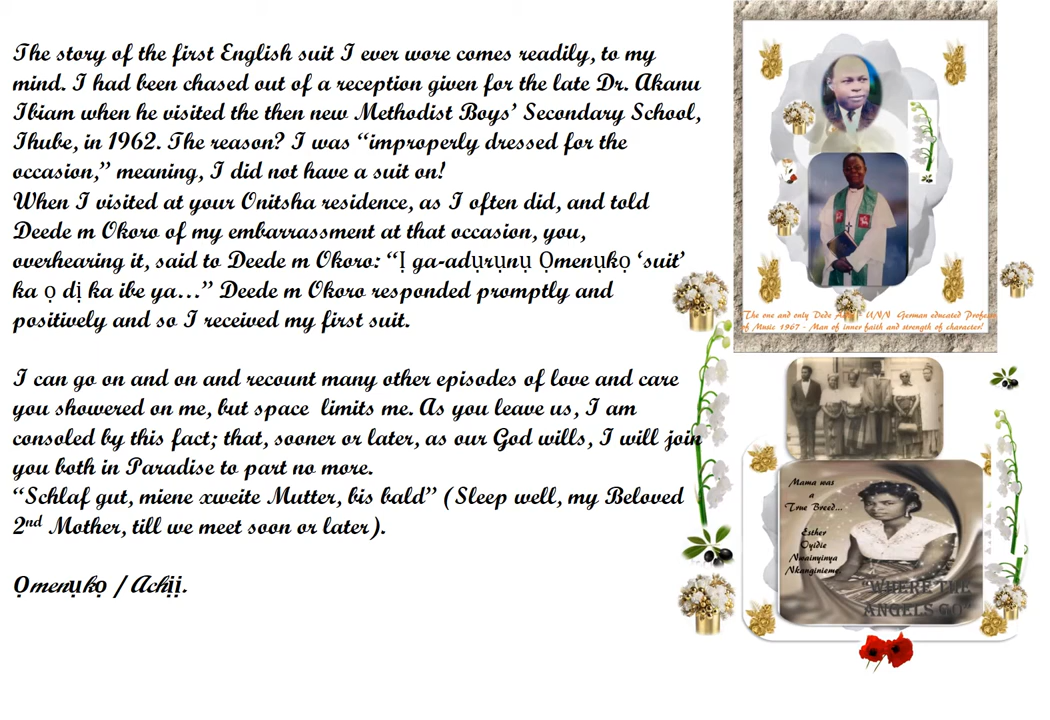 The story of the first English suit I ever wore comes readily, to my
mind. I had been chased out of a reception given for the late Dr. Akanu
Ibiam when he visited the then new Methodist Boys’ Secondary School,
Ihube, in 1962. The reason? I was “improperly dressed for the
occasion,” meaning, I did not have a suit on!
When I visited at your Onitsha residence, as I often did, and told
Deede m Okoro of my embarrassment at that occasion, you,
overhearing it, said to Deede m Okoro: “Ị ga-adụrụnụ Ọmenụkọ ‘suit’
ka ọ dị ka ibe ya…” Deede m Okoro responded promptly and
positively and so I received my first suit.
I can go on and on and recount many other episodes of love and care
you showered on me, but space limits me. As you leave us, I am
consoled by this fact; that, sooner or later, as our God wills, I will join
you both in Paradise to part no more.
“Schlaf gut, miene xweite Mutter, bis bald” (Sleep well, my Beloved
2nd Mother, till we meet soon or later).
Ọmenụkọ / Achịị.
The one and only Dede - UNN German educated
of Music 1967 - Man of inner faith and strength of character!
Mama was
a
True Breed...
Esther
Oyidie
Nwainyinya
Nkanginieme.
“WHERE THE
ANGELS GO”